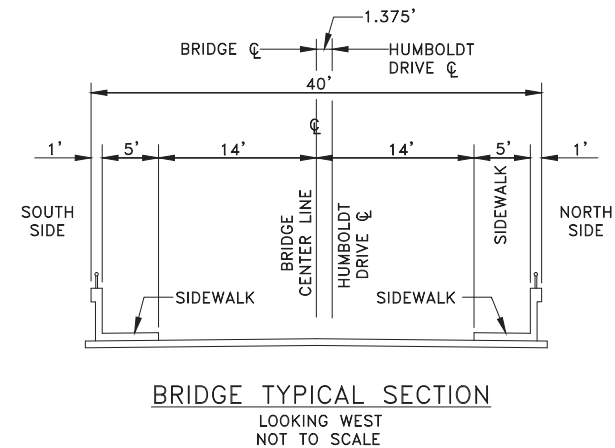 1.375'
BRIDGE ℄
HUMBOLDT
DRIVE ℄
40'
℄
1'
5'
14'
14'
5'
1'
SOUTH
SIDE
BRIDGE
CENTER LINE
HUMBOLDT
DRIVE ℄
SIDEWALK
NORTH
SIDE
SIDEWALK
SIDEWALK
BRIDGE TYPICAL SECTION
LOOKING WEST
NOT TO SCALE